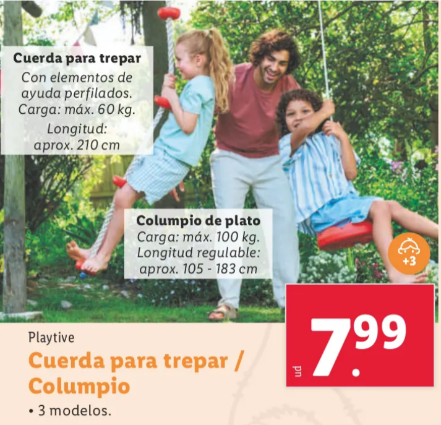 Cuerda para trepar
Con elementos de
ayuda perfilados.
Carga: máx. 60 kg.
Longitud:
aprox. 210 cm
Columpio de plato
Carga: máx. 100 kg.
Longitud regulable:
aprox. 105 - 183 cm
+3
Playtive
Cuerda para trepar /
Columpio
• 3 modelos.
ud
7.99